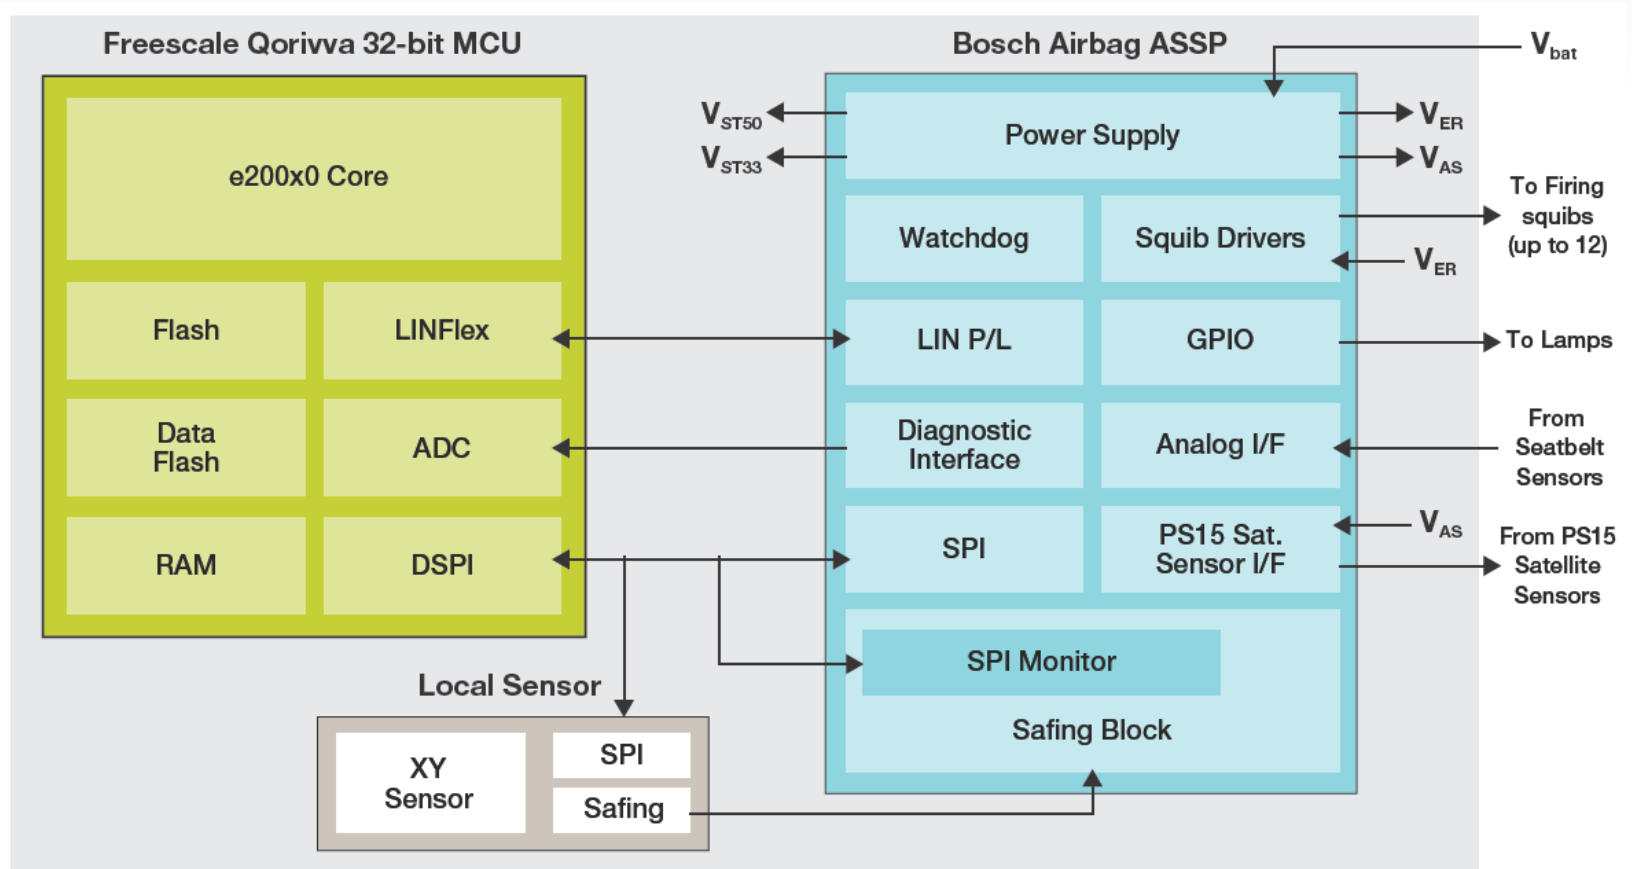 Freescale Qorivva 32-bit MCU
e200x0 Core
Flash
LINFlex
Data
Flash
ADC
RAM
DSPI
Local Sensor
XY
Sensor
SPI
Safing
Bosch Airbag ASSP
Vbat
VST50
VST33
Power Supply
VER
VAS
Watchdog
Squib Drivers
To Firing
squibs
(up to 12)
VER
LIN P/L
GPIO
To Lamps
Diagnostic
Interface
Analog I/F
From
Seatbelt
Sensors
SPI
PS15 Sat.
Sensor I/F
VAS
From PS15
Satellite
Sensors
SPI Monitor
Safing Block